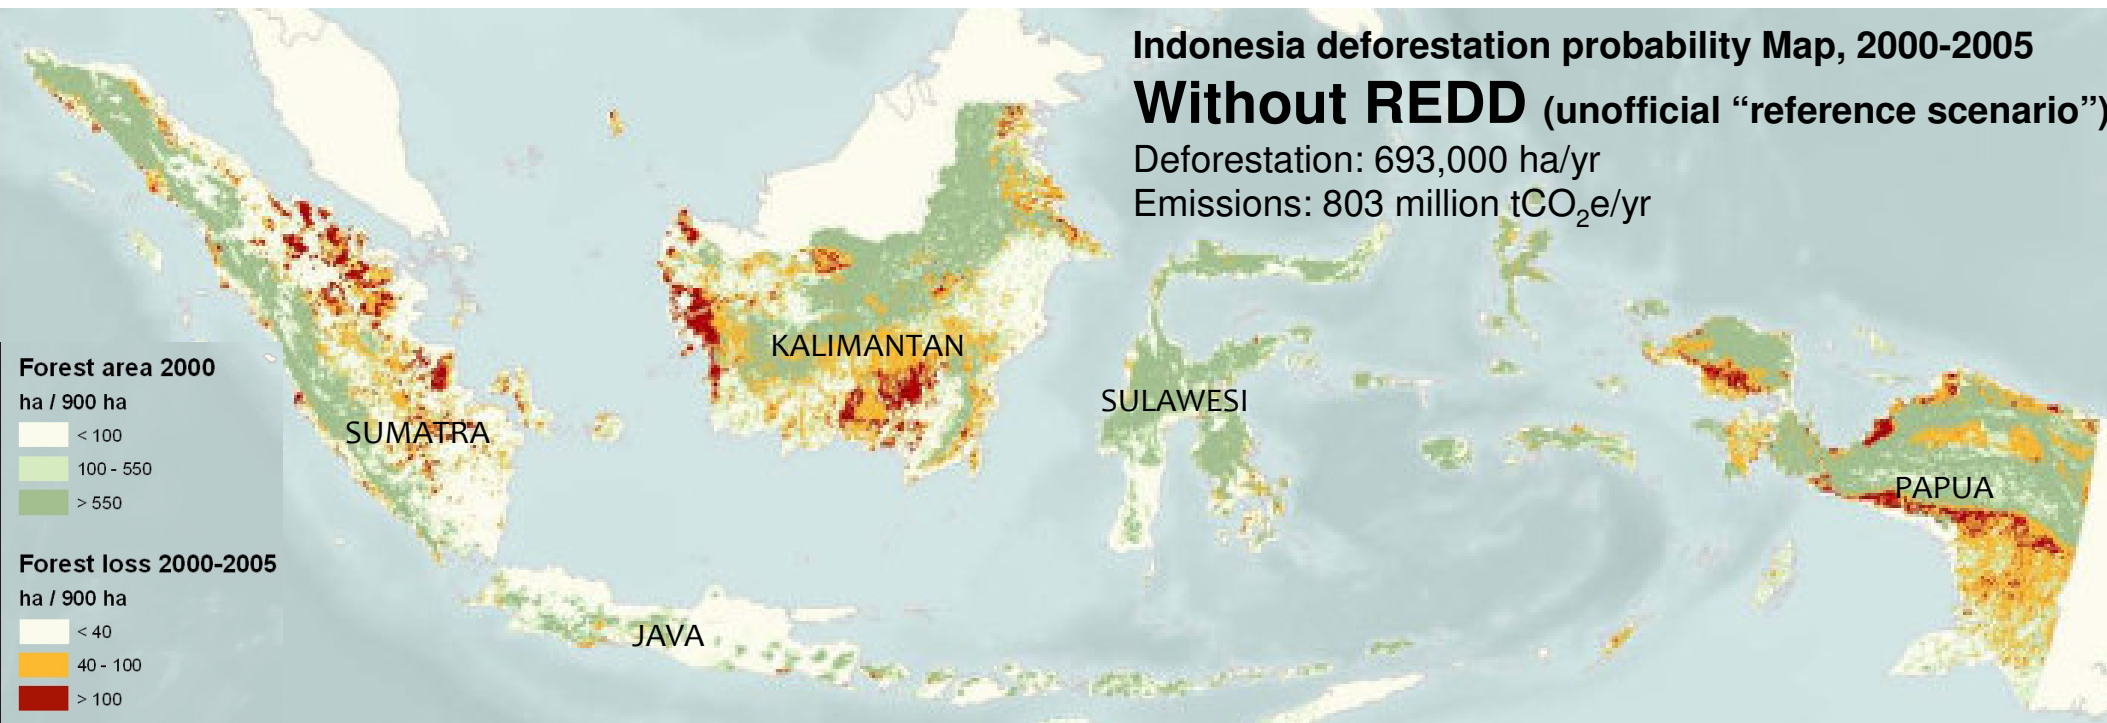 Indonesia deforestation probability Map, 2000-2005
Without REDD (unofficial “reference scenario”)
Deforestation: 693,000 ha/yr
Emissions: 803 million tCO₂e/yr
KALIMANTAN
SULAWESI
SUMATRA
PAPUA
JAVA
Forest area 2000
ha / 900 ha
< 100
100 - 550
> 550
Forest loss 2000-2005
ha / 900 ha
< 40
40 - 100
> 100